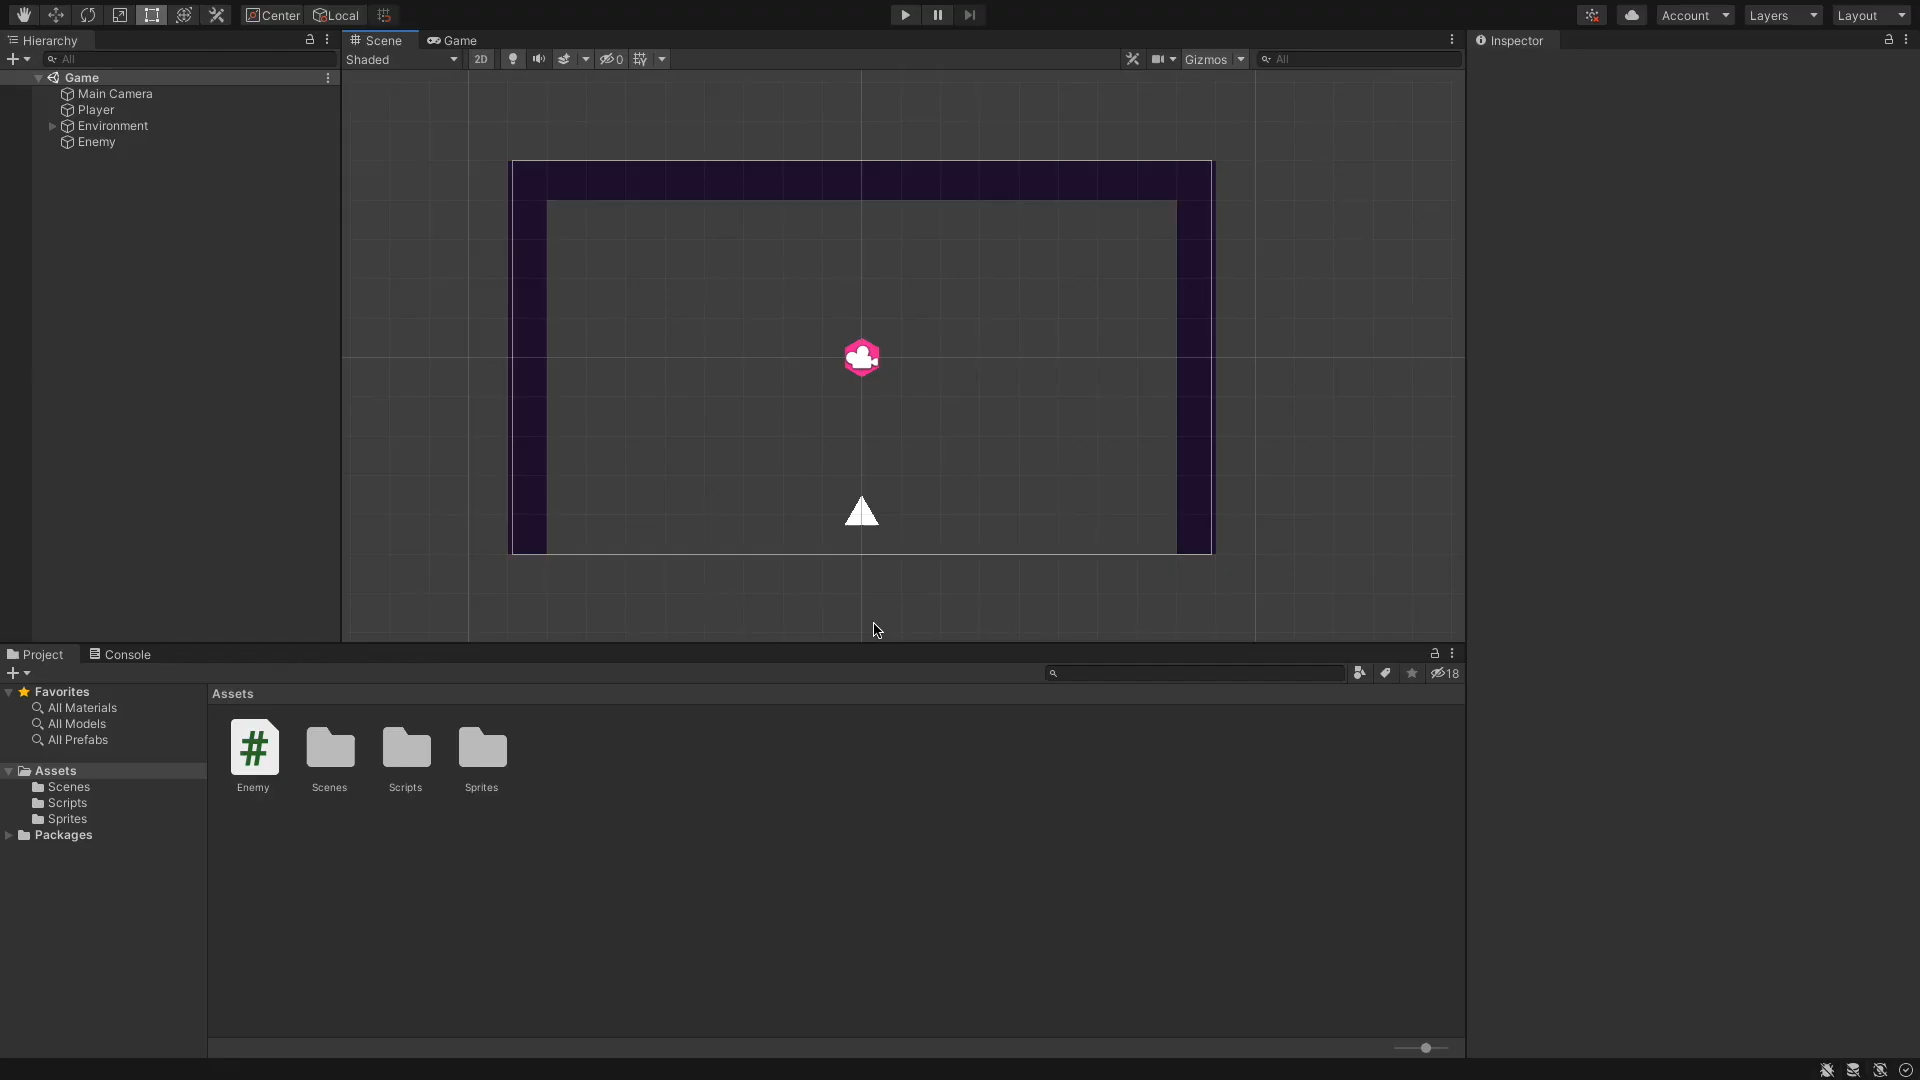 Center Local Account Layers Layout
Hierarchy Scene Game Inspector
All Shaded 2D 0 Gizmos All
Game
Main Camera
Player
Environment
Enemy
Project Console
18
Favorites Assets
All Materials
All Models
All Prefabs
Assets
Scenes
Scripts
Sprites
Packages
#
Enemy Scenes Scripts Sprites